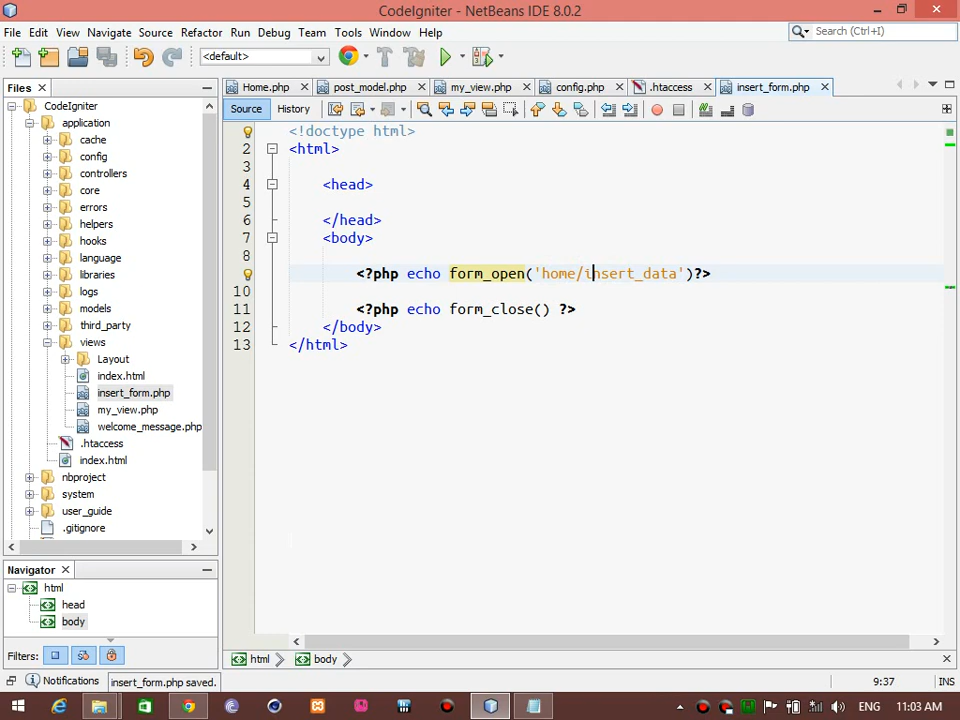 CodeIgniter - NetBeans IDE 8.0.2
File Edit View Navigate Source Refactor Run Debug Team Tools Window Help
Search (Ctrl+I)
<default>
Files
Home.php post_model.php my_view.php config.php .htaccess insert_form.php
Source History
CodeIgniter
application
cache
config
controllers
core
errors
helpers
hooks
language
libraries
logs
models
third_party
views
Layout
index.html
insert_form.php
my_view.php
welcome_message.php
.htaccess
index.html
nbproject
system
user_guide
.gitignore
<!doctype html>
2 <html>
3
4 <head>
5
6 </head>
7 <body>
8
<?php echo form_open('home/insert_data')?>
10
11 <?php echo form_close() ?>
12 </body>
13 </html>
Navigator
html
head
body
Filters:
html body
Notifications insert_form.php saved.
9:37 INS
ENG 11:03 AM